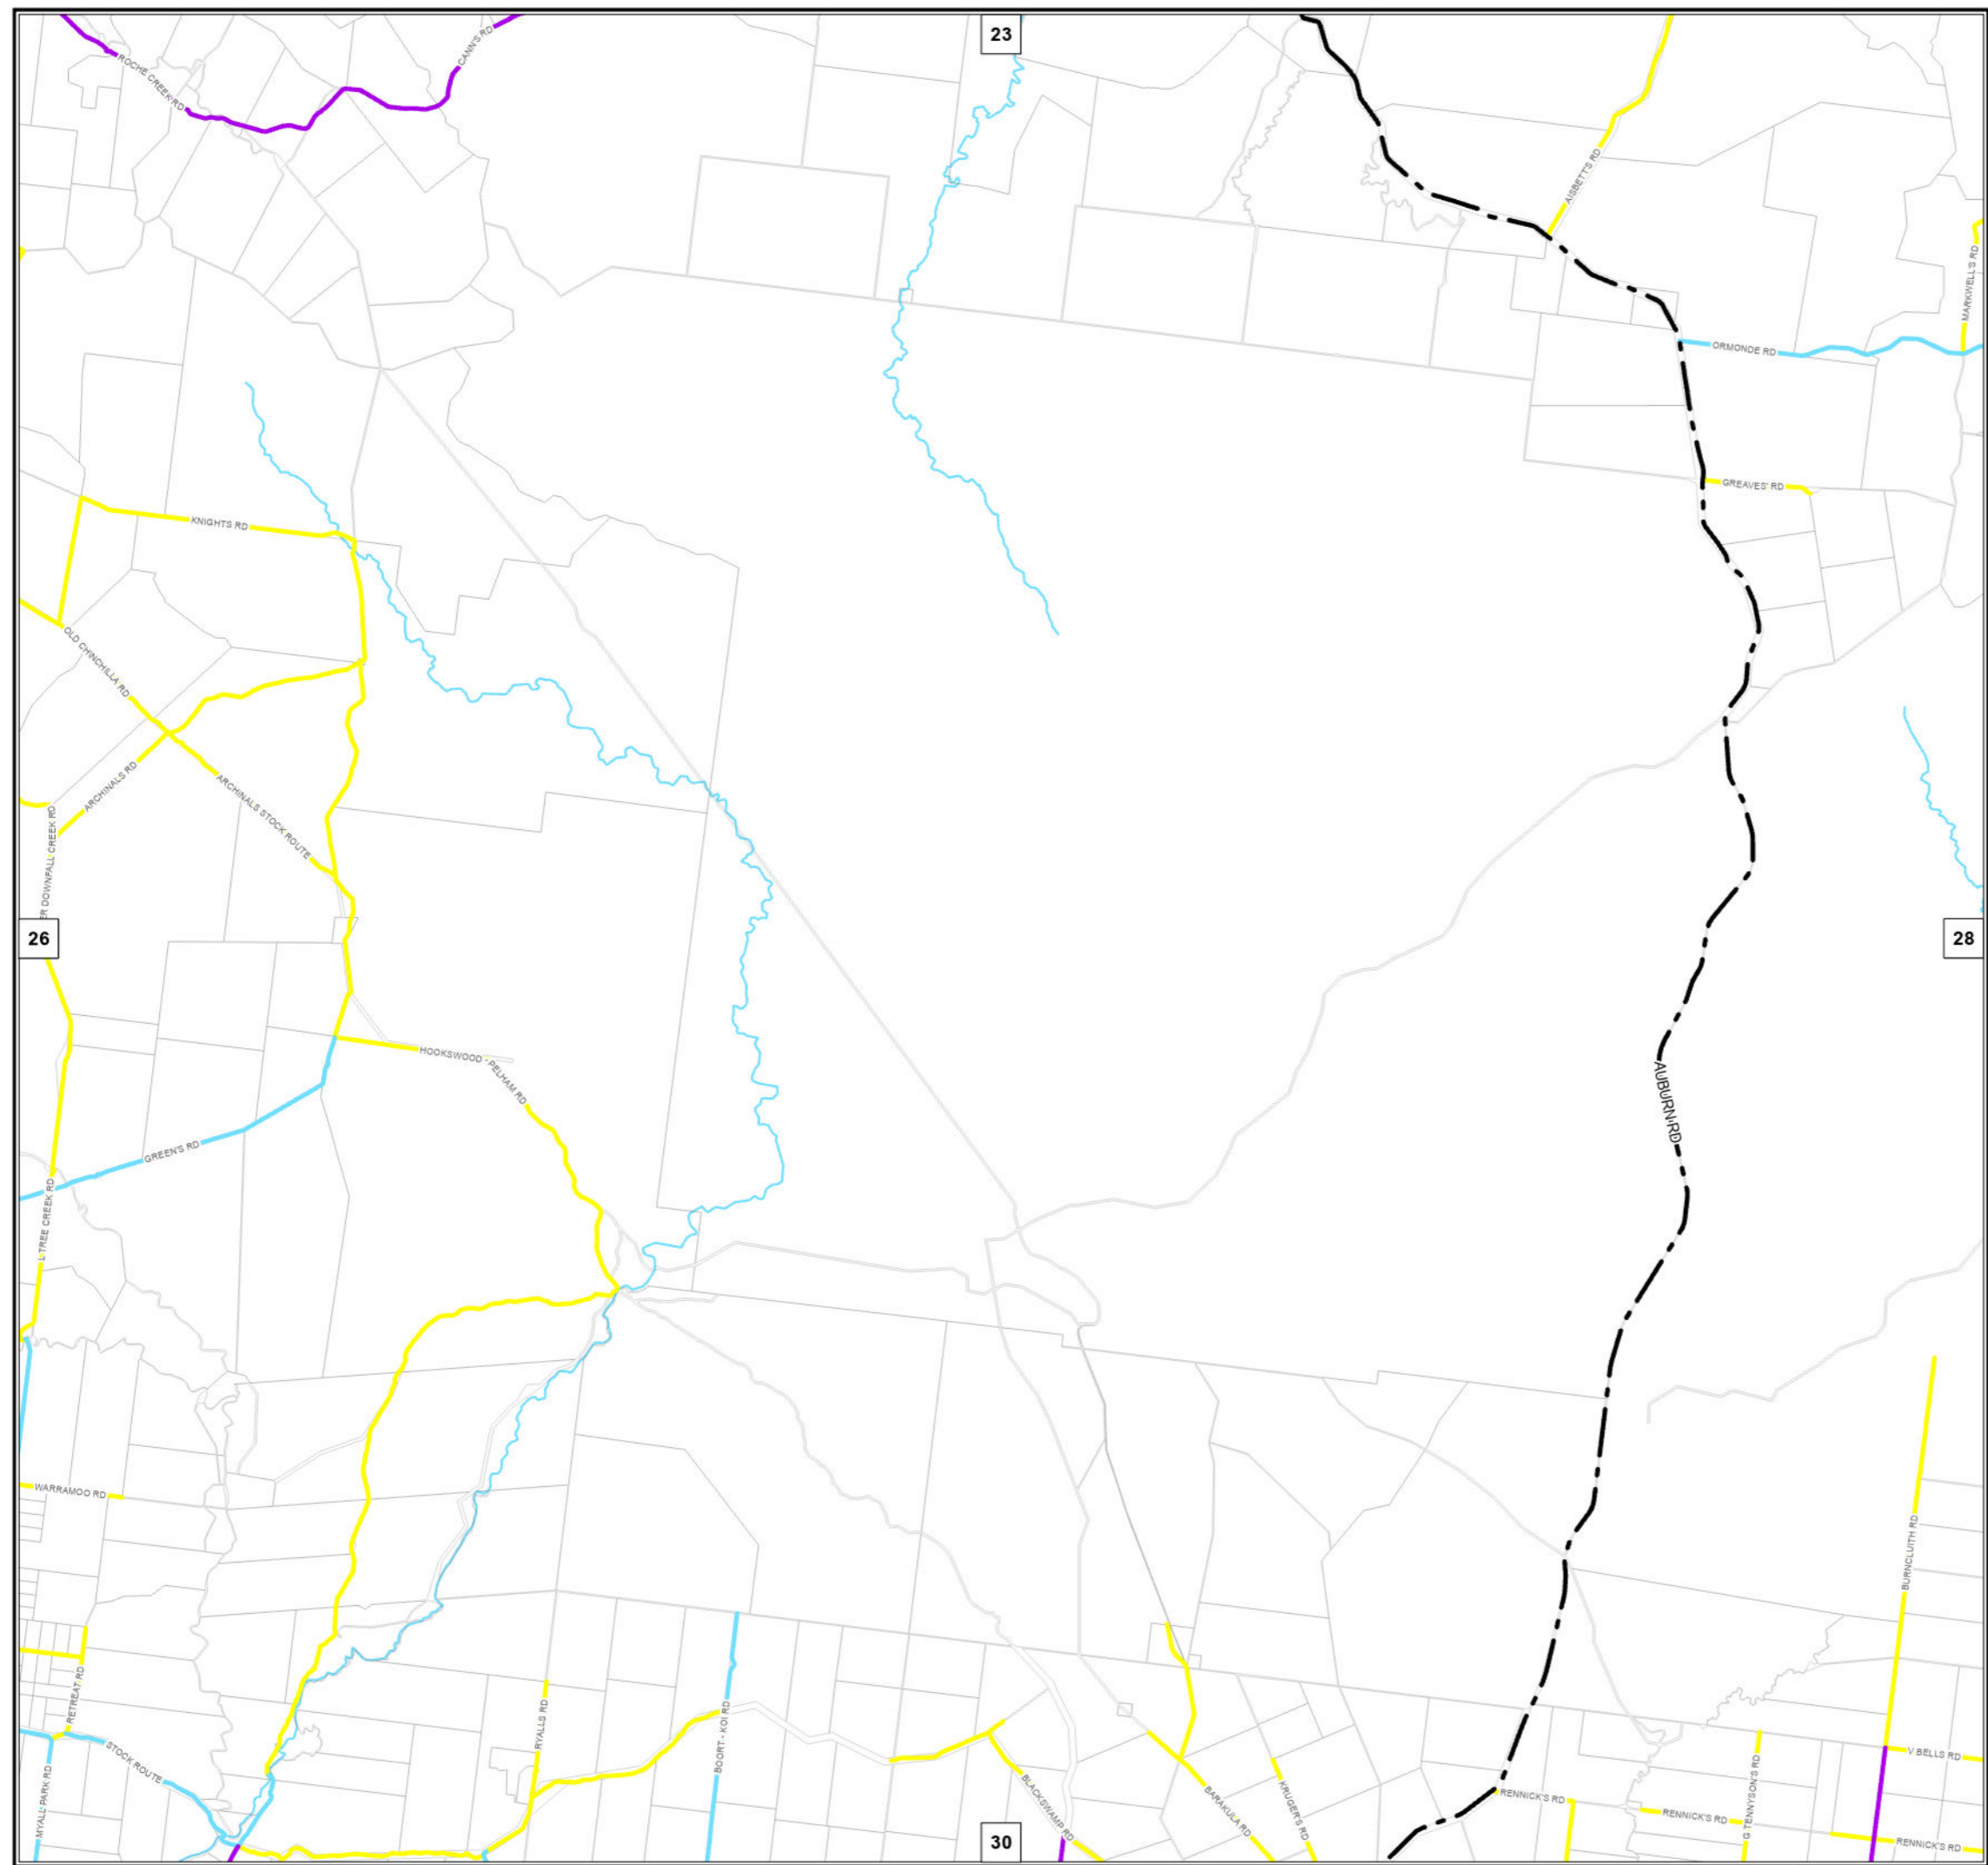 23
CANN'S RD
ROCHE CREEK RD
AISBETT'S RD
MARKWELL'S RD
ORMONDE RD
GREAVES' RD
KNIGHTS RD
OLD CHINCHILLA RD
ARCHINALS RD
ARCHINALS STOCK ROUTE
ER DOWNFALL CREEK RD
26
28
HOOKSWOOD - PELHAM RD
AUBURN RD
GREEN'S RD
L TREE CREEK RD
WARRAMOO RD
BURNCLUITH RD
RETREAT RD
RYALLS RD
BOORT - KOI RD
STOCK ROUTE
MYALL PARK RD
BLACKSWAMP RD
BARAKULA RD
KRUGER'S RD
V BELLS RD
RENNICK'S RD
G TENNYSON'S RD
RENNICK'S RD
RENNICK'S RD
30